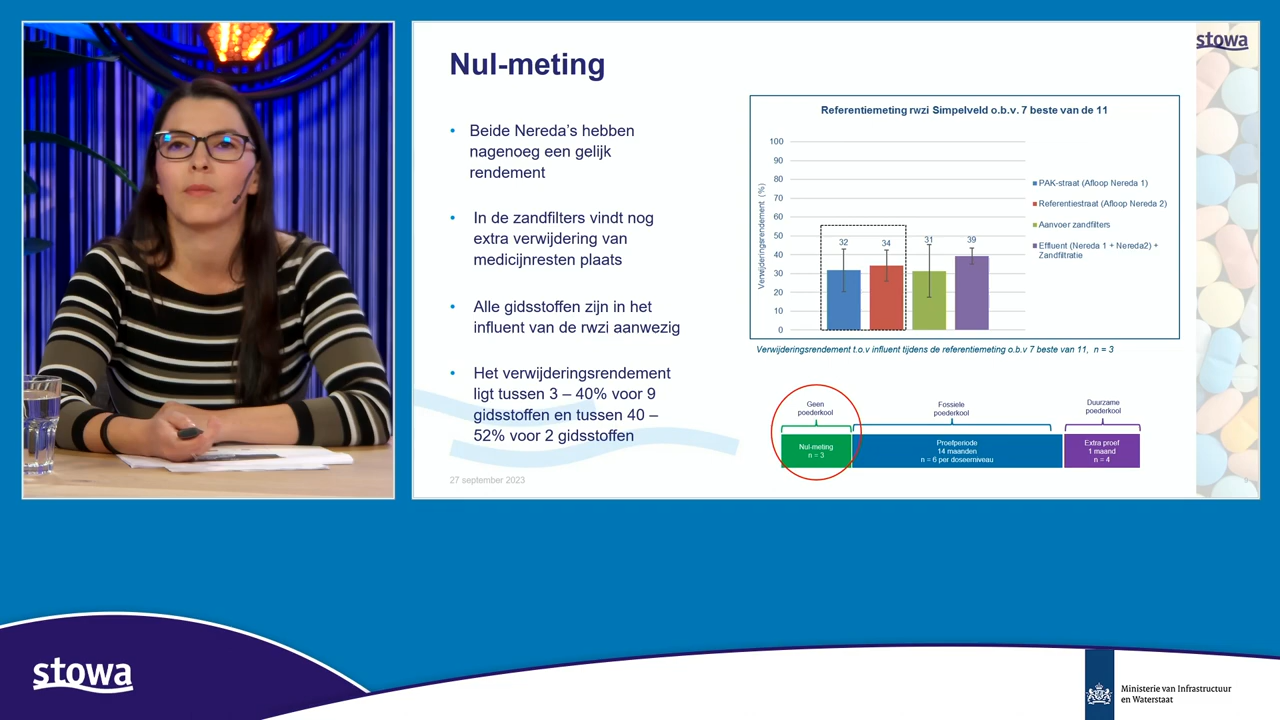 Nul-meting
stowa
• Beide Nereda's hebben
nagenoeg een gelijk
rendement
• In de zandfilters vindt nog
extra verwijdering van
medicijnresten plaats
• Alle gidsstoffen zijn in het
influent van de rwzi aanwezig
• Het verwijderingsrendement
ligt tussen 3 – 40% voor 9
gidsstoffen en tussen 40 –
52% voor 2 gidsstoffen
27 september 2023
Referentiemeting rwzi Simpelveld o.b.v. 7 beste van de 11
Verwijderingsrendement (%)
100
90
80
70
60
50
40
30
20
10
0
32
34
31
39
PAK-straat (Afloop Nereda 1)
Referentiestraat (Afloop Nereda 2)
Aanvoer zandfilters
Effluent (Nereda 1 + Nereda2) +
Zandfiltratie
Verwijderingsrendement t.o.v influent tijdens de referentiemeting o.b.v 7 beste van 11, n = 3
Geen
poederkool
Fossiele
poederkool
Duurzame
poederkool
Nul-meting
n = 3
Proefperiode
14 maanden
n = 6 per doseerniveau
Extra proef
1 maand
n = 4
stowa
Ministerie van Infrastructuur
en Waterstaat